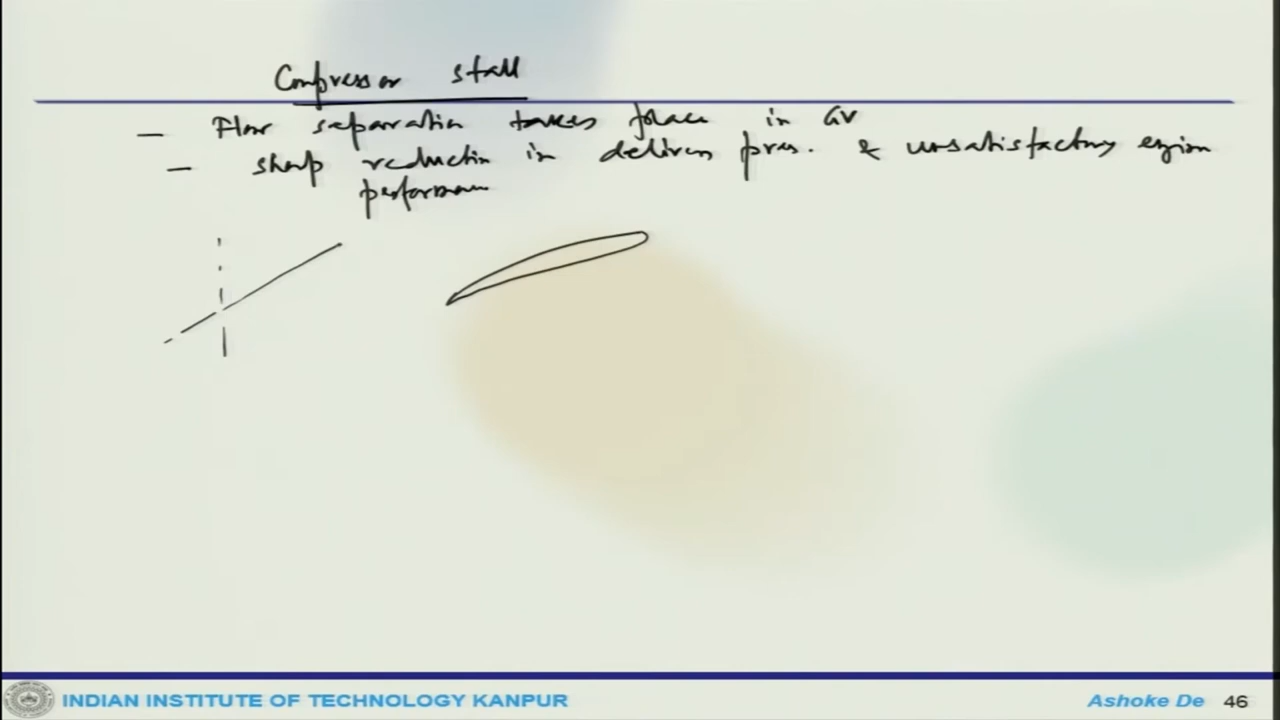 Compressor stall
— Flow separation takes place in GV
— sharp reduction in delivery pres. & unsatisfactory engine
performance
INDIAN INSTITUTE OF TECHNOLOGY KANPUR
Ashoke De 46